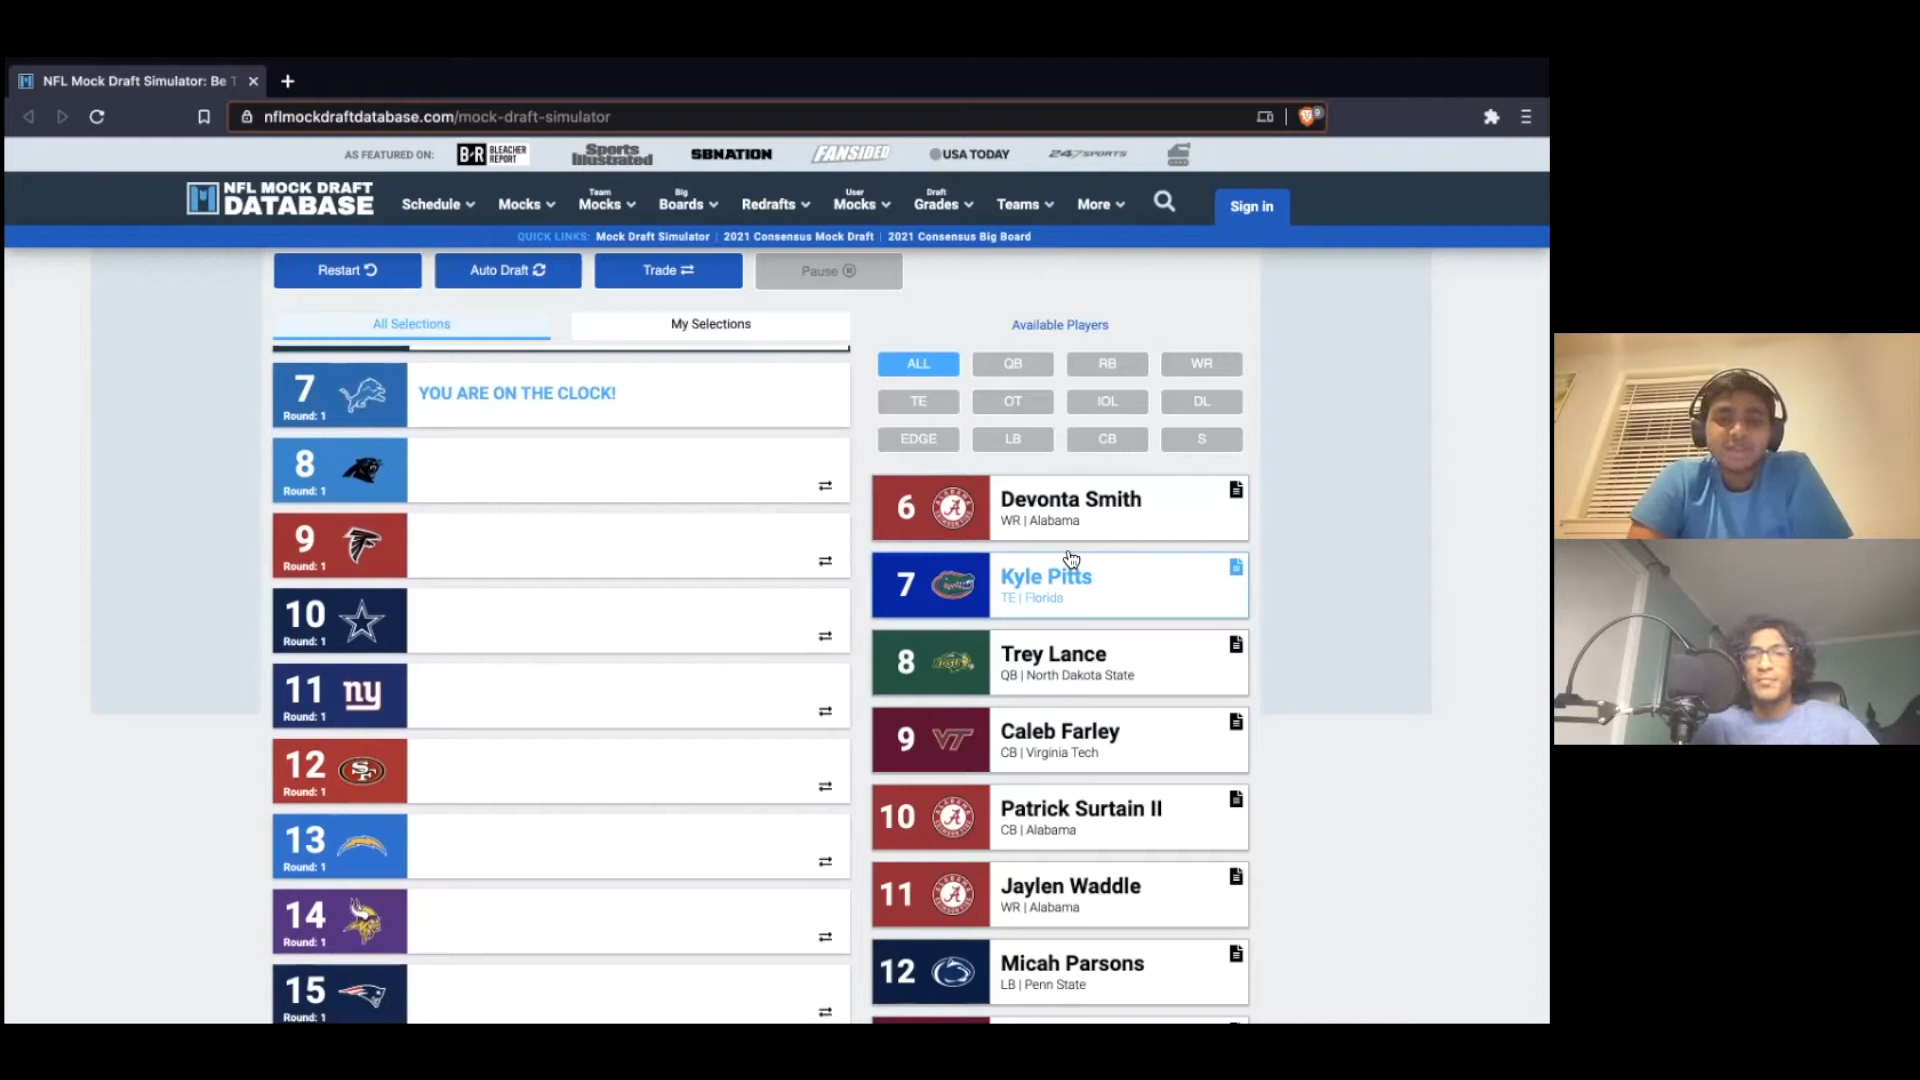 NFL Mock Draft Simulator: Be T
nflmockdraftdatabase.com/mock-draft-simulator
9
AS FEATURED ON:
B/R BLEACHER REPORT
Sports Illustrated
SBNATION
FANSIDED
USA TODAY
247SPORTS
NFL MOCK DRAFT
DATABASE
Schedule
Mocks
Team
Mocks
Big
Boards
Redrafts
User
Mocks
Draft
Grades
Teams
More
Sign in
QUICK LINKS: Mock Draft Simulator | 2021 Consensus Mock Draft | 2021 Consensus Big Board
Restart
Auto Draft
Trade
Pause
All Selections
My Selections
7
Round: 1
YOU ARE ON THE CLOCK!
8
Round: 1
9
Round: 1
10
Round: 1
11
ny
Round: 1
12
SF
Round: 1
13
Round: 1
14
Round: 1
15
Round: 1
Available Players
ALL
QB
RB
WR
TE
OT
IOL
DL
EDGE
LB
CB
S
6
A
Devonta Smith
WR | Alabama
7
Gators
Kyle Pitts
TE | Florida
8
NDSU
Trey Lance
QB | North Dakota State
9
VT
Caleb Farley
CB | Virginia Tech
10
A
Patrick Surtain II
CB | Alabama
11
A
Jaylen Waddle
WR | Alabama
12
Micah Parsons
LB | Penn State